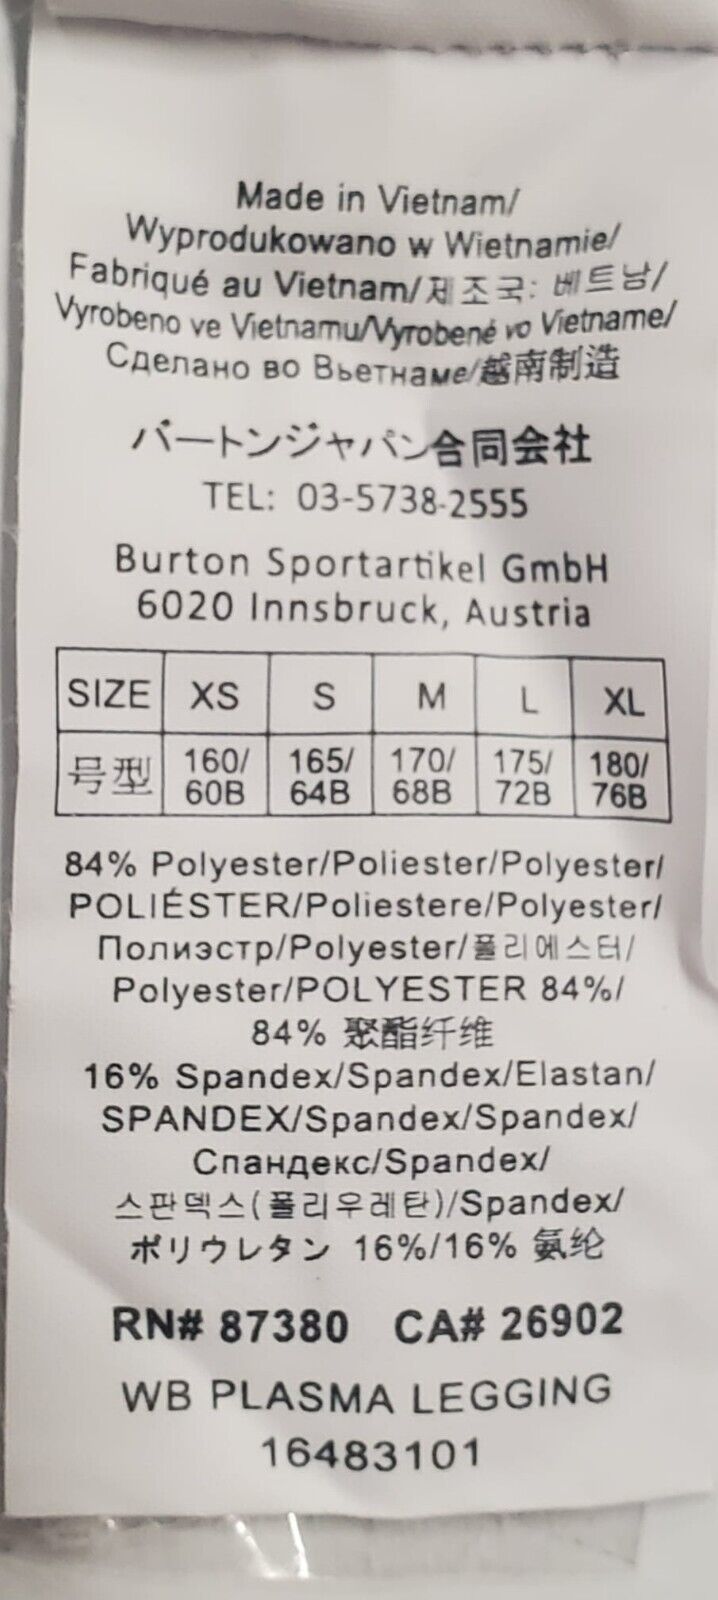 Made in Vietnam/
Wyprodukowano w Wietnamie/
Fabriqué au Vietnam/제조국: 베트남/
Vyrobeno ve Vietnamu/Vyrobené vo Vietname/
Сделано во Вьетнаме/越南制造
バートンジャパン合同会社
TEL: 03-5738-2555
Burton Sportartikel GmbH
6020 Innsbruck, Austria
SIZE XS S M L XL
号型 160/60B 165/64B 170/68B 175/72B 180/76B
84% Polyester/Poliester/Polyester/
POLIÉSTER/Poliestere/Polyester/
Полиэстр/Polyester/폴리에스터/
Polyester/POLYESTER 84%/
84% 聚酯纤维
16% Spandex/Spandex/Elastan/
SPANDEX/Spandex/Spandex/
Спандекс/Spandex/
스판덱스(폴리우레탄)/Spandex/
ポリウレタン 16%/16% 氨纶
RN# 87380 CA# 26902
WB PLASMA LEGGING
16483101